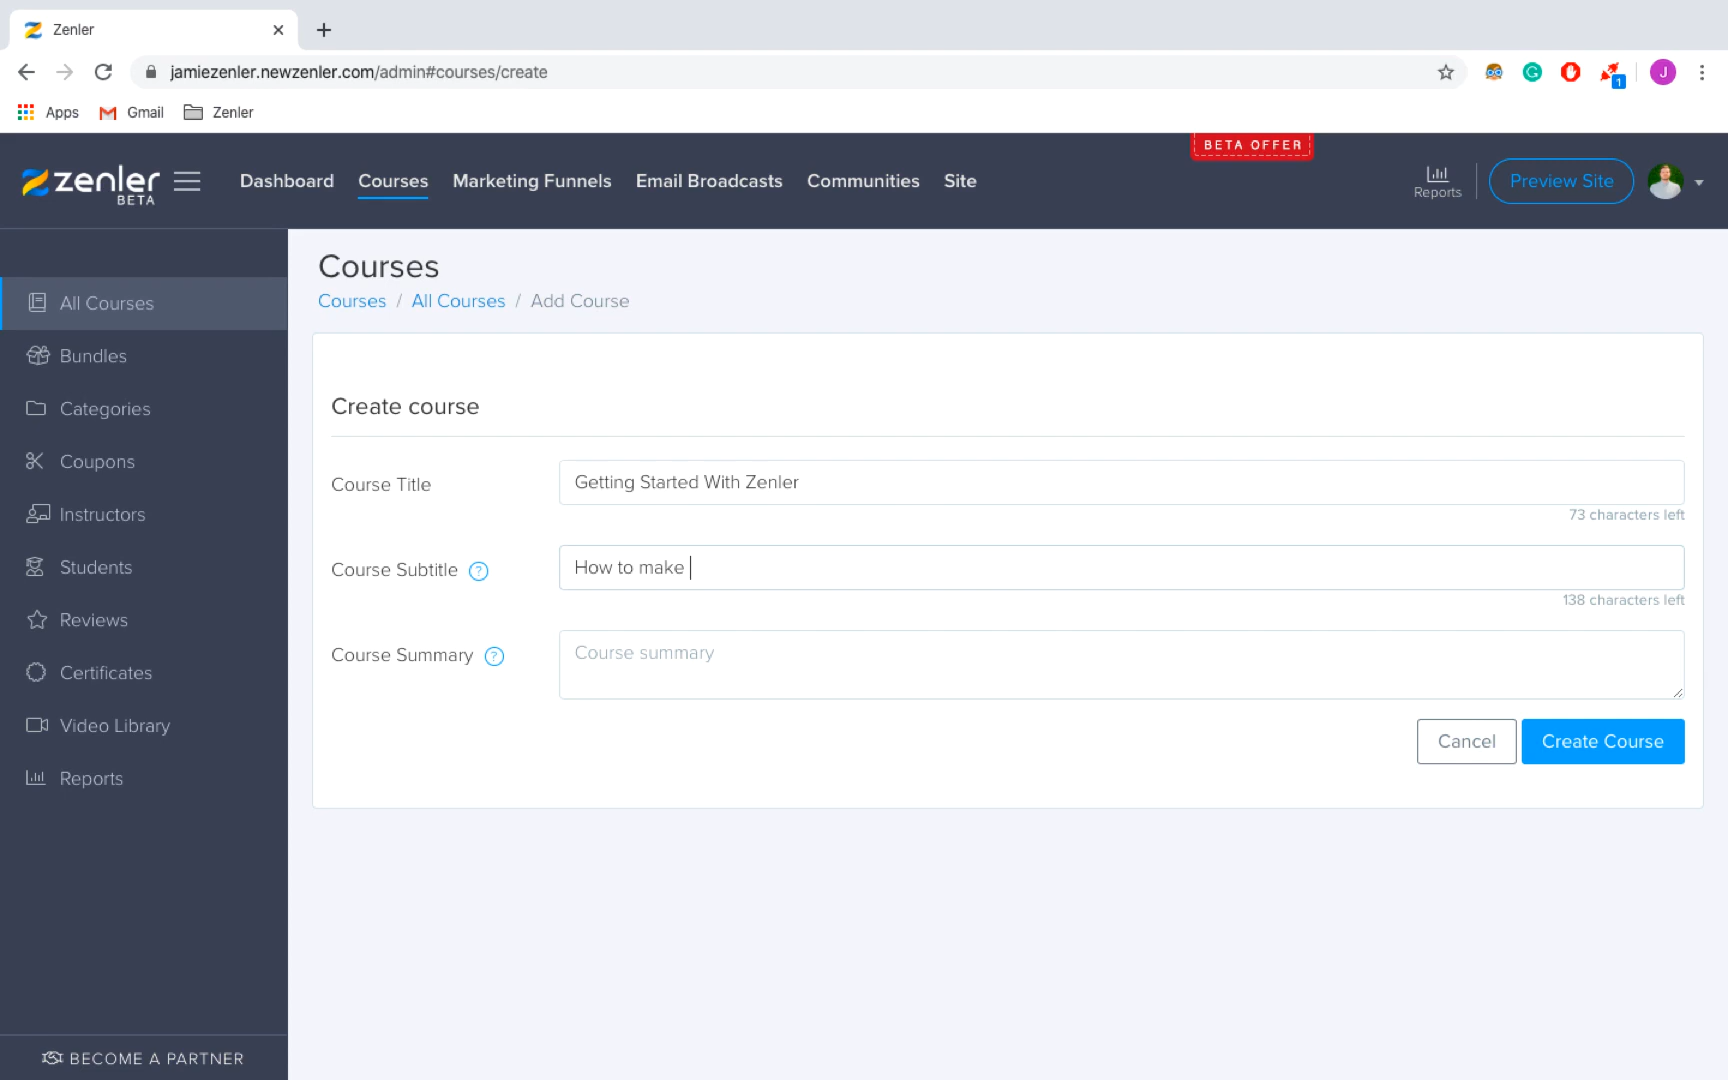 Zenler
jamiezenler.newzenler.com/admin#courses/create
1
J
Apps
Gmail
Zenler
BETA OFFER
zenler
BETA
Dashboard
Courses
Marketing Funnels
Email Broadcasts
Communities
Site
Reports
Preview Site
All Courses
Bundles
Categories
Coupons
Instructors
Students
Reviews
Certificates
Video Library
Reports
BECOME A PARTNER
Courses
Courses / All Courses / Add Course
Create course
Course Title
Getting Started With Zenler
73 characters left
Course Subtitle ?
How to make
138 characters left
Course Summary ?
Course summary
Cancel
Create Course